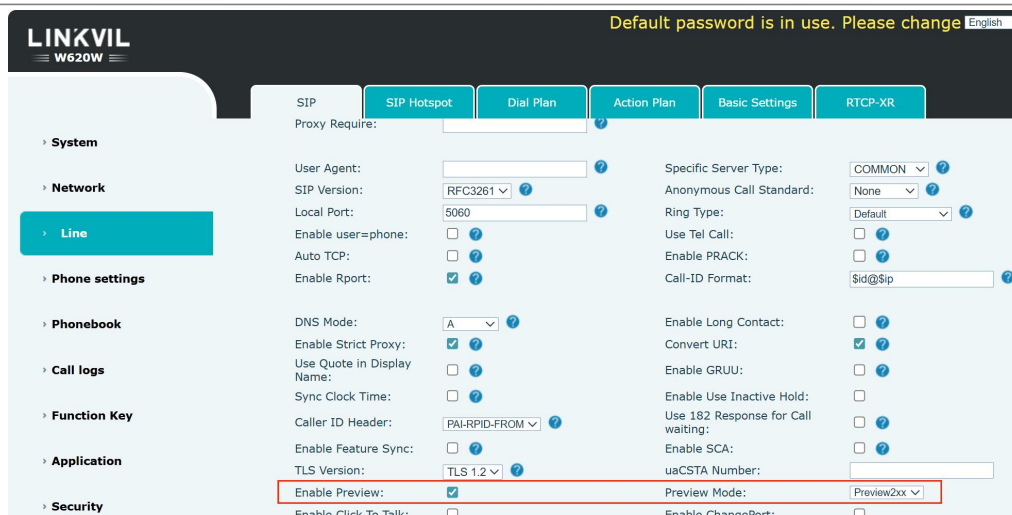 Default password is in use. Please change English
LINKVIL
W620W
SIP SIP Hotspot Dial Plan Action Plan Basic Settings RTCP-XR
› System
› Network
› Line
› Phone settings
› Phonebook
› Call logs
› Function Key
› Application
› Security
Proxy Require:
User Agent: Specific Server Type: COMMON
SIP Version: RFC3261 Anonymous Call Standard: None
Local Port: 5060 Ring Type: Default
Enable user=phone: Use Tel Call:
Auto TCP: Enable PRACK:
Enable Rport: Call-ID Format: $id@$ip
DNS Mode: A Enable Long Contact:
Enable Strict Proxy: Convert URI:
Use Quote in Display
Name: Enable GRUU:
Sync Clock Time: Enable Use Inactive Hold:
Caller ID Header: PAI-RPID-FROM Use 182 Response for Call
waiting:
Enable Feature Sync: Enable SCA:
TLS Version: TLS 1.2 uaCSTA Number:
Enable Preview: Preview Mode: Preview2xx
Enable Click To Talk: Enable ChangePort: